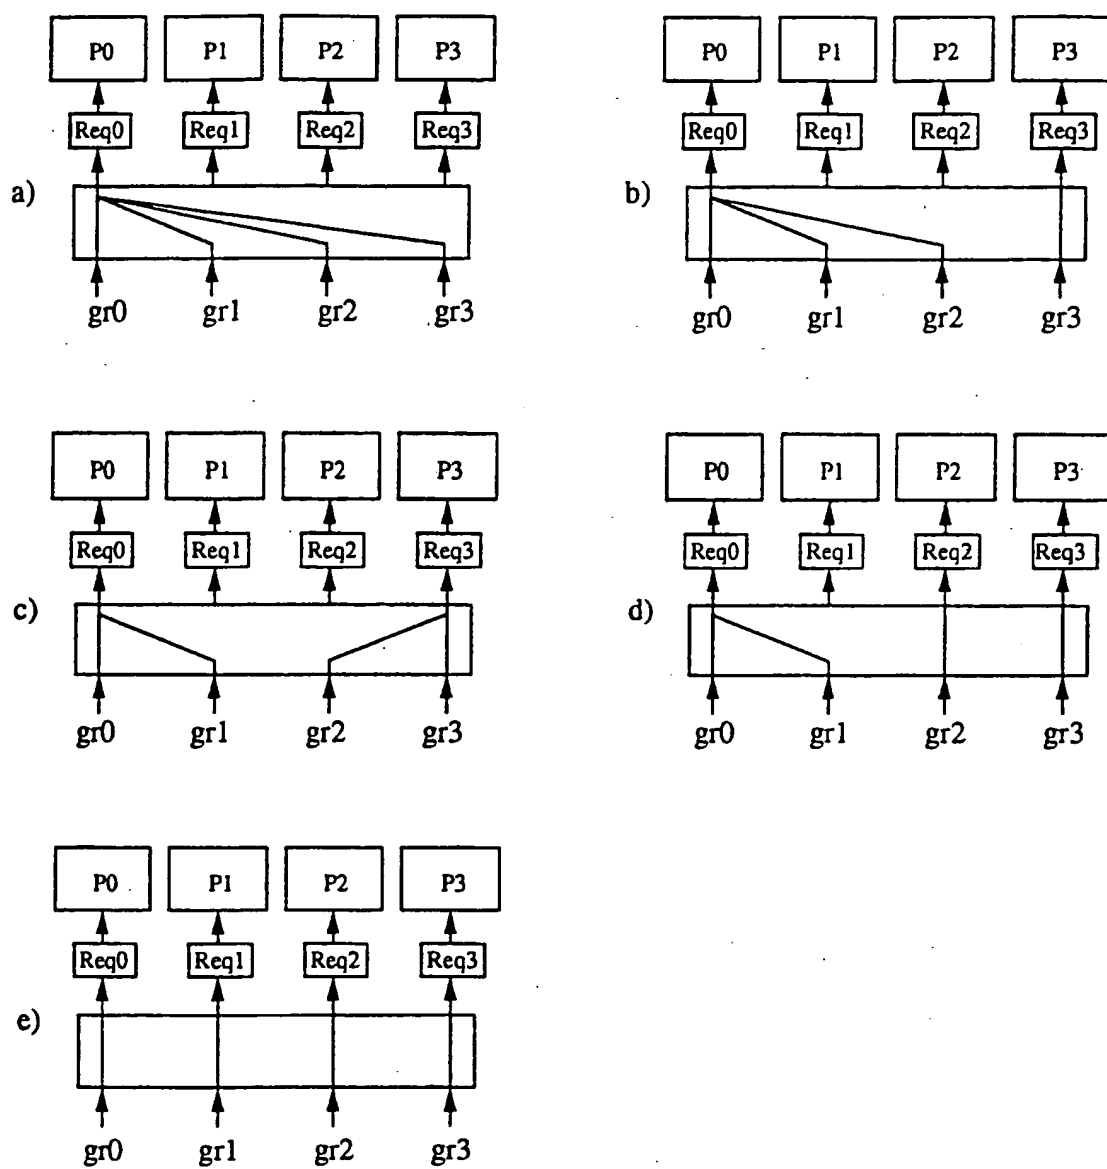 P0 P1 P2 P3
Req0 Req1 Req2 Req3
a)
gr0 gr1 gr2 gr3
P0 P1 P2 P3
Req0 Req1 Req2 Req3
b)
gr0 gr1 gr2 gr3
P0 P1 P2 P3
Req0 Req1 Req2 Req3
c)
gr0 gr1 gr2 gr3
P0 P1 P2 P3
Req0 Req1 Req2 Req3
d)
gr0 gr1 gr2 gr3
P0 P1 P2 P3
Req0 Req1 Req2 Req3
e)
gr0 gr1 gr2 gr3